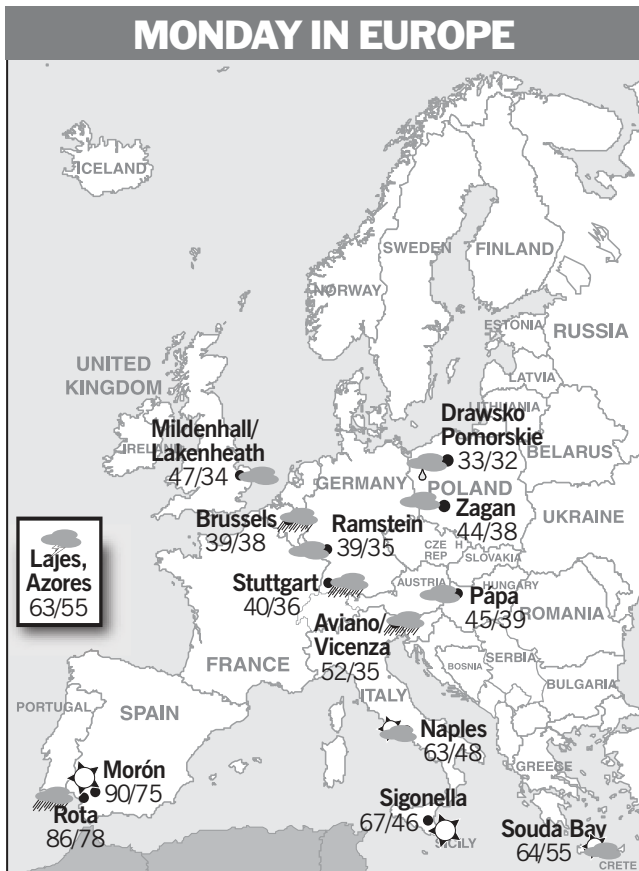 MONDAY IN EUROPE
ICELAND
SWEDEN
FINLAND
NORWAY
ESTONIA
RUSSIA
LATVIA
LITHUANIA
UNITED
KINGDOM
IRELAND
Mildenhall/
Lakenheath
47/34
Drawsko
Pomorskie
33/32
BELARUS
GERMANY
POLAND
Zagan
44/38
UKRAINE
Brussels
39/38
Ramstein
39/35
CZECH
REP
SLOVAKIA
Lajes,
Azores
63/55
Stuttgart
40/36
AUSTRIA
HUNGARY
Pápa
45/39
ROMANIA
Aviano/
Vicenza
52/35
FRANCE
BOSNIA
SERBIA
BULGARIA
ITALY
PORTUGAL
SPAIN
Naples
63/48
GREECE
Morón
90/75
Rota
86/78
Sigonella
67/46
SICILY
Souda Bay
64/55
CRETE